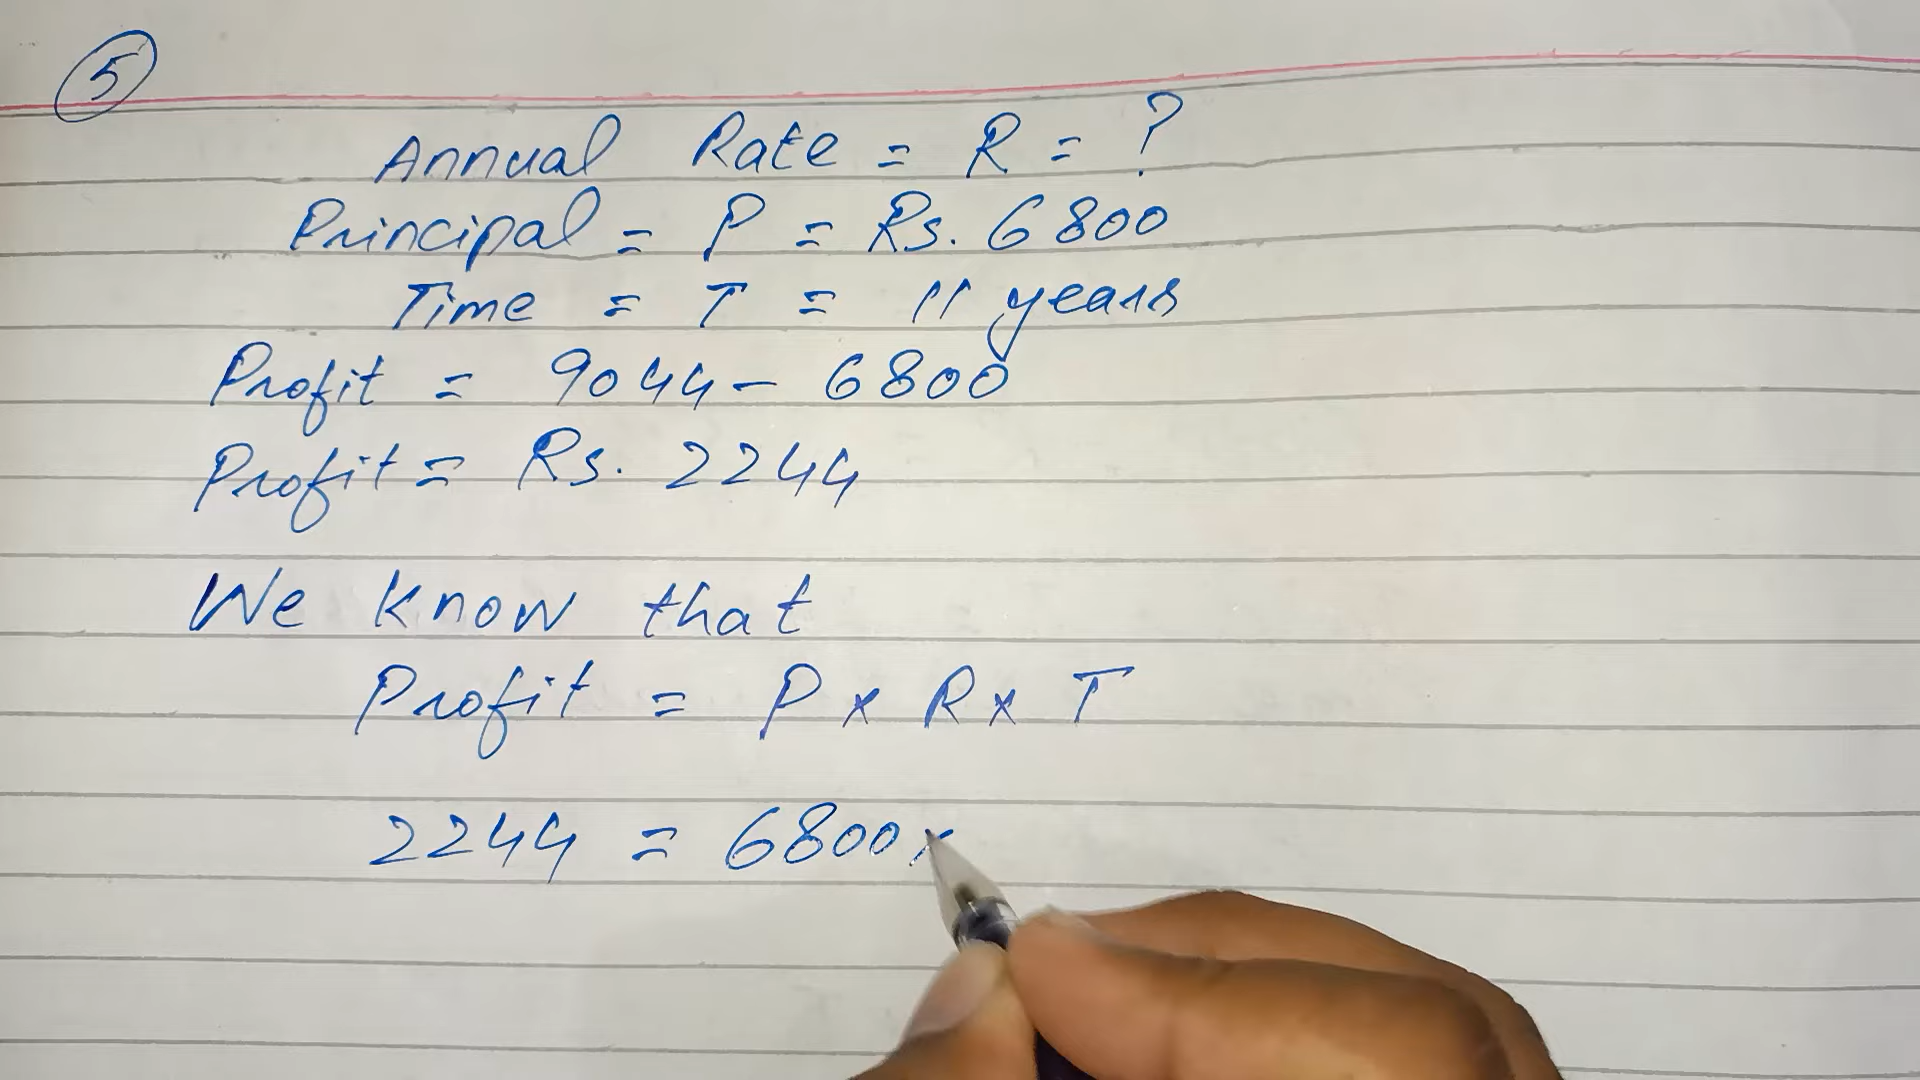 5
Annual Rate = R = ?
Principal = P = Rs. 6800
Time = T = 11 years
Profit = 9044 - 6800
Profit = Rs. 2244
We know that
Profit = P × R × T
2244 = 6800 ×